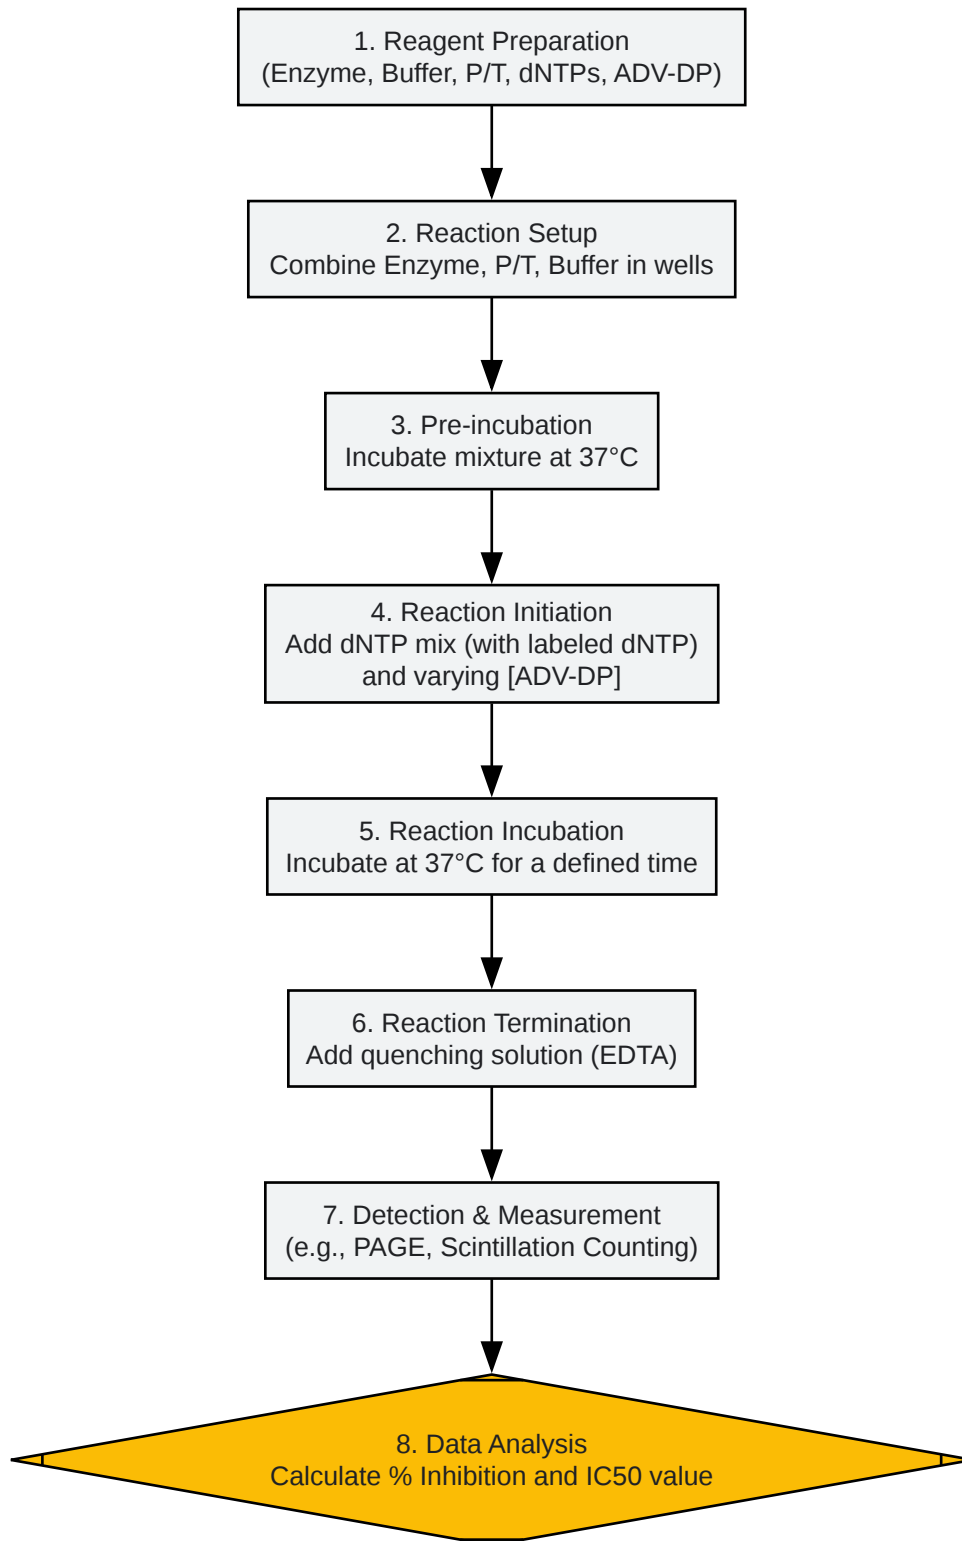 1. Reagent Preparation
(Enzyme, Buffer, P/T, dNTPs, ADV-DP)
2. Reaction Setup
Combine Enzyme, P/T, Buffer in wells
3. Pre-incubation
Incubate mixture at 37°C
4. Reaction Initiation
Add dNTP mix (with labeled dNTP)
and varying [ADV-DP]
5. Reaction Incubation
Incubate at 37°C for a defined time
6. Reaction Termination
Add quenching solution (EDTA)
7. Detection & Measurement
(e.g., PAGE, Scintillation Counting)
8. Data Analysis
Calculate % Inhibition and IC50 value